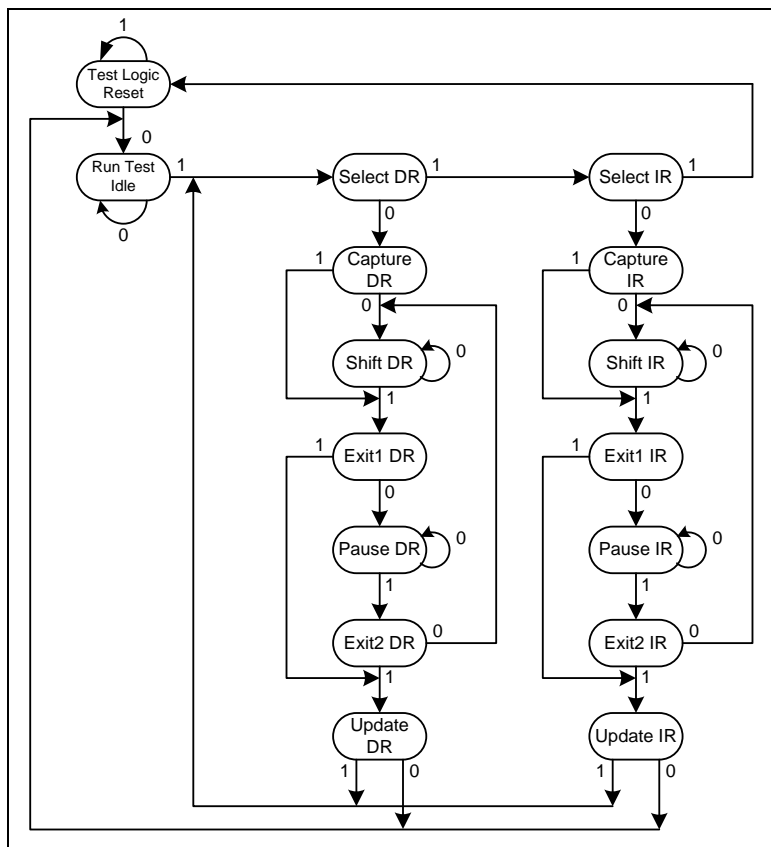 1
Test Logic
Reset
0
Run Test
Idle
1
0
Select DR
1
0
Select IR
1
0
Capture
DR
1
0
Capture
IR
1
0
Shift DR
0
1
Shift IR
0
1
Exit1 DR
1
0
Exit1 IR
1
0
Pause DR
0
1
Pause IR
0
1
Exit2 DR
0
1
Exit2 IR
0
1
Update
DR
1
0
Update IR
1
0